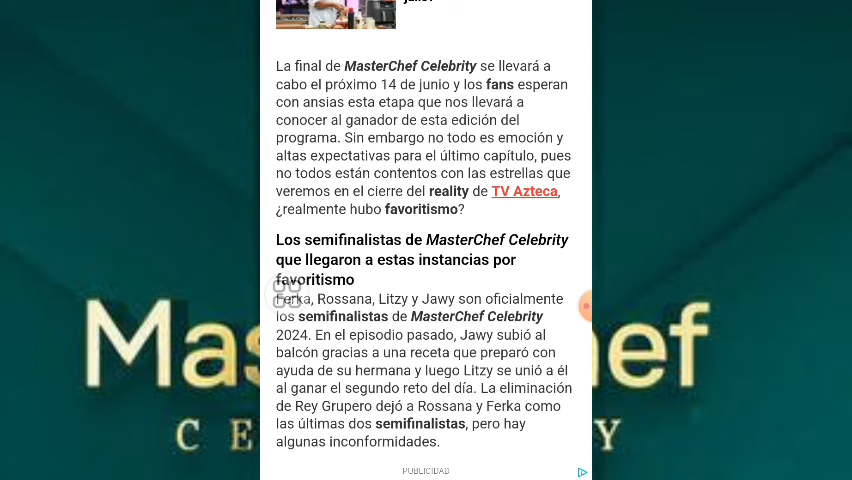 La final de MasterChef Celebrity se llevará a
cabo el próximo 14 de junio y los fans esperan
con ansias esta etapa que nos llevará a
conocer al ganador de esta edición del
programa. Sin embargo no todo es emoción y
altas expectativas para el último capítulo, pues
no todos están contentos con las estrellas que
veremos en el cierre del reality de TV Azteca,
¿realmente hubo favoritismo?
Los semifinalistas de MasterChef Celebrity
que llegaron a estas instancias por
favoritismo
Ferka, Rossana, Litzy y Jawy son oficialmente
los semifinalistas de MasterChef Celebrity
2024. En el episodio pasado, Jawy subió al
balcón gracias a una receta que preparó con
ayuda de su hermana y luego Litzy se unió a él
al ganar el segundo reto del día. La eliminación
de Rey Grupero dejó a Rossana y Ferka como
las últimas dos semifinalistas, pero hay
algunas inconformidades.
PUBLICIDAD
Mas ef
C E Y